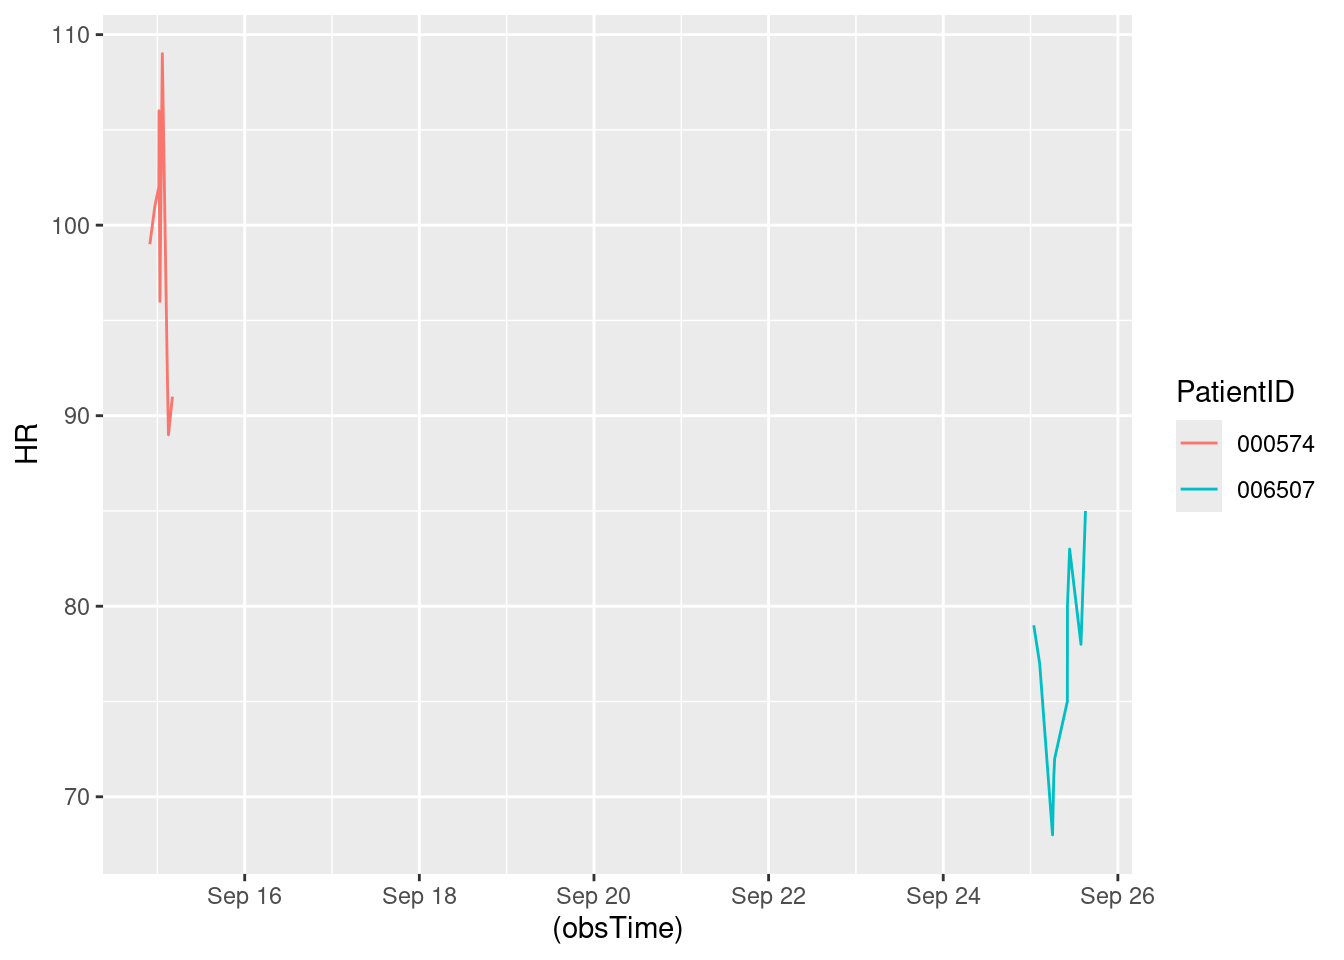 110
100
90
80
70
HR
Sep 16
Sep 18
Sep 20
Sep 22
Sep 24
Sep 26
(obsTime)
PatientID
000574
006507